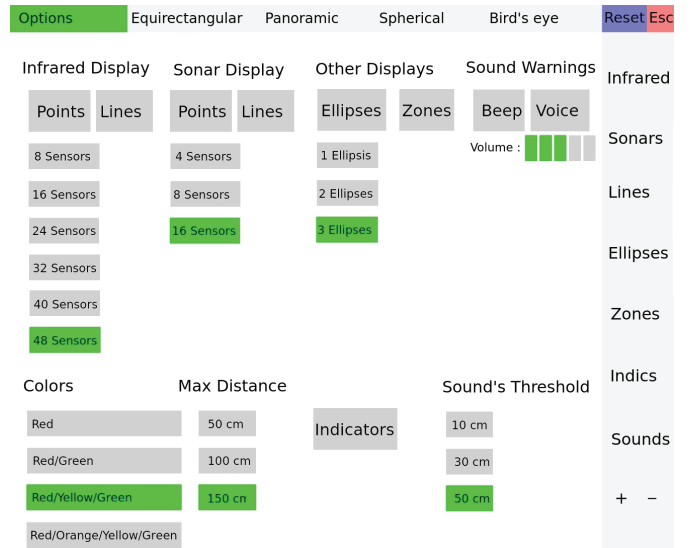 Options Equirectangular Panoramic Spherical Bird's eye Reset Esc
Infrared Display Sonar Display Other Displays Sound Warnings
Infrared
Points Lines Points Lines Ellipses Zones Beep Voice
Sonars
Volume :
8 Sensors 4 Sensors 1 Ellipsis
16 Sensors 8 Sensors 2 Ellipses
Lines
24 Sensors 16 Sensors 3 Ellipses
Ellipses
32 Sensors
40 Sensors
Zones
48 Sensors
Indics
Colors Max Distance Sound's Threshold
Red 50 cm Indicators 10 cm
Sounds
Red/Green 100 cm 30 cm
Red/Yellow/Green 150 cm 50 cm
+ −
Red/Orange/Yellow/Green